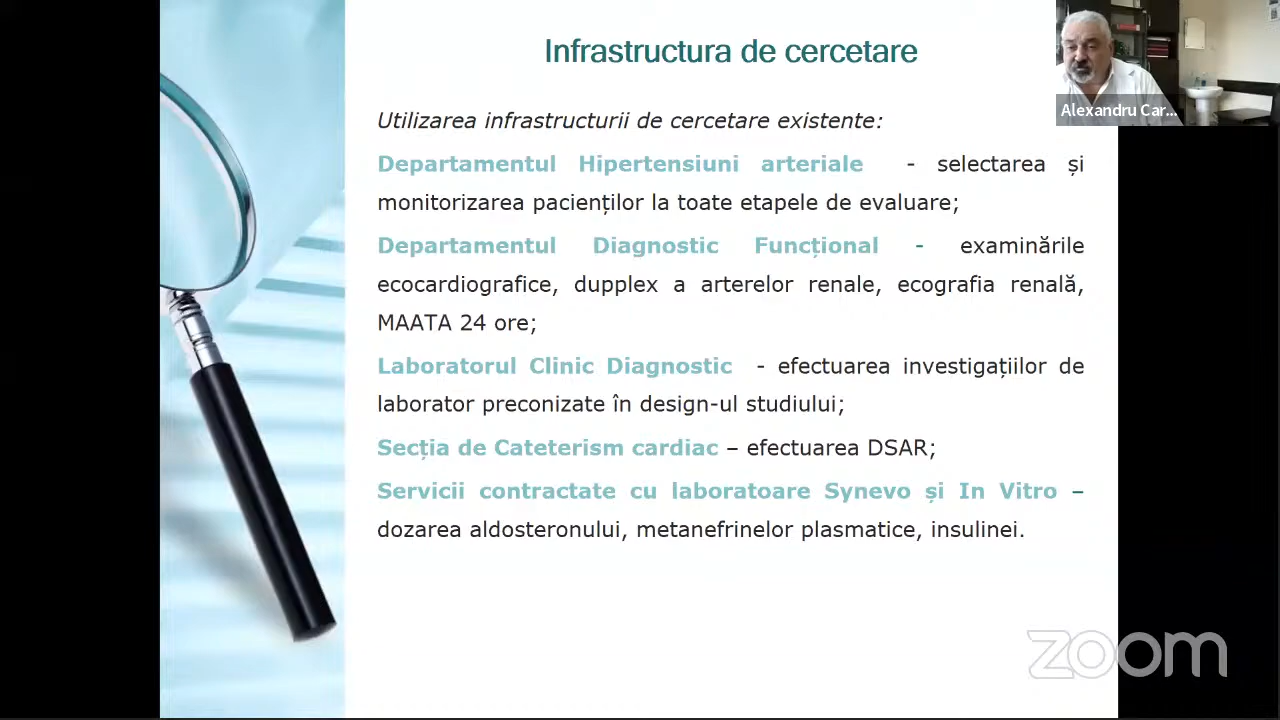 Infrastructura de cercetare
Alexandru Car...
Utilizarea infrastructurii de cercetare existente:
Departamentul Hipertensiuni arteriale - selectarea și
monitorizarea pacienților la toate etapele de evaluare;
Departamentul Diagnostic Funcțional - examinările
ecocardiografice, dupplex a arterelor renale, ecografia renală,
MAATA 24 ore;
Laboratorul Clinic Diagnostic - efectuarea investigațiilor de
laborator preconizate în design-ul studiului;
Secția de Cateterism cardiac – efectuarea DSAR;
Servicii contractate cu laboratoare Synevo și In Vitro –
dozarea aldosteronului, metanefrinelor plasmatice, insulinei.
zoom